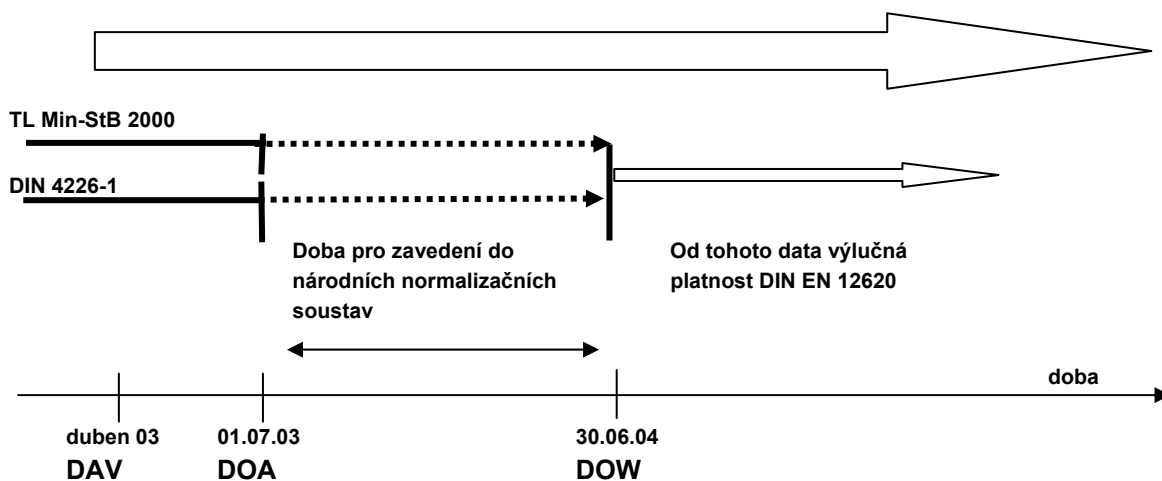 TL Min-StB 2000
DIN 4226-1
Doba pro zavedení do
národních normalizačních
soustav
Od tohoto data výlučná
platnost DIN EN 12620
doba
duben 03
DAV
01.07.03
DOA
30.06.04
DOW